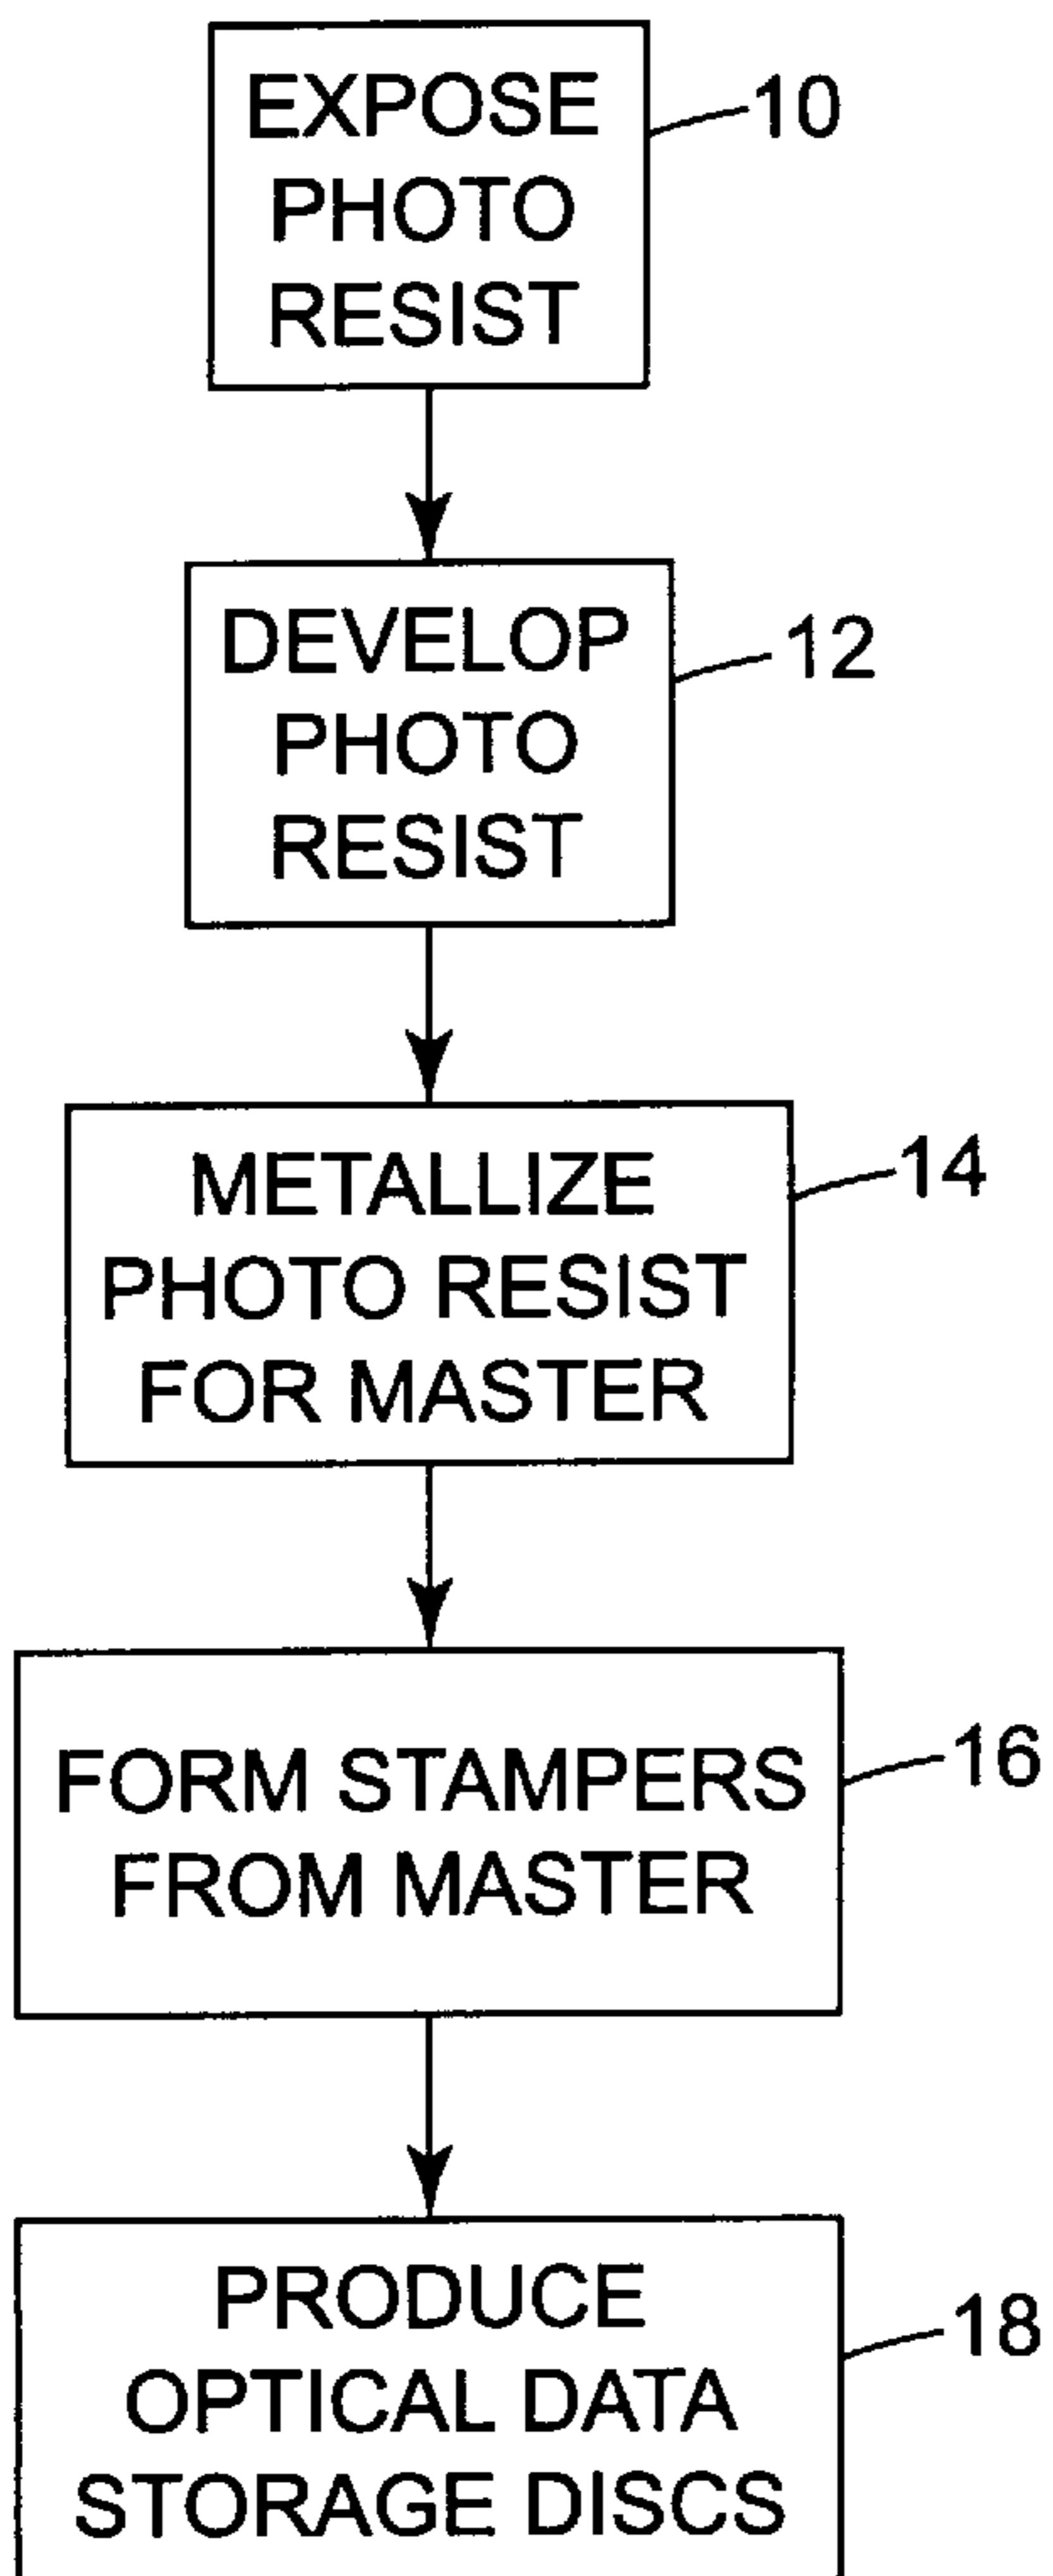 EXPOSE
PHOTO
RESIST
10
DEVELOP
PHOTO
RESIST
12
METALLIZE
PHOTO RESIST
FOR MASTER
14
FORM STAMPERS
FROM MASTER
16
PRODUCE
OPTICAL DATA
STORAGE DISCS
18